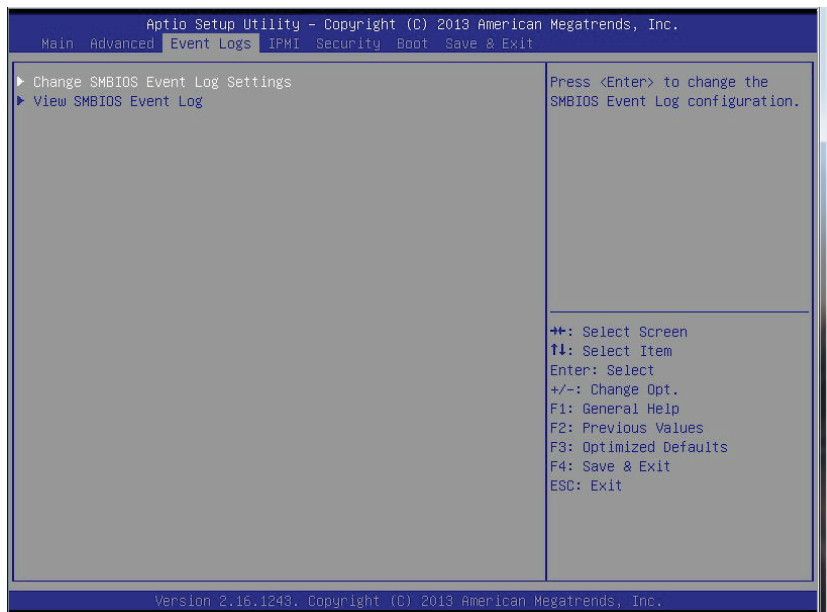 Aptio Setup Utility – Copyright (C) 2013 American Megatrends, Inc.
Main Advanced Event Logs IPMI Security Boot Save & Exit
Change SMBIOS Event Log Settings
View SMBIOS Event Log
Press <Enter> to change the
SMBIOS Event Log configuration.
→←: Select Screen
↑↓: Select Item
Enter: Select
+/-: Change Opt.
F1: General Help
F2: Previous Values
F3: Optimized Defaults
F4: Save & Exit
ESC: Exit
Version 2.16.1243. Copyright (C) 2013 American Megatrends, Inc.